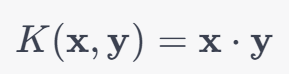 K(𝐱, 𝐲) = 𝐱 · 𝐲